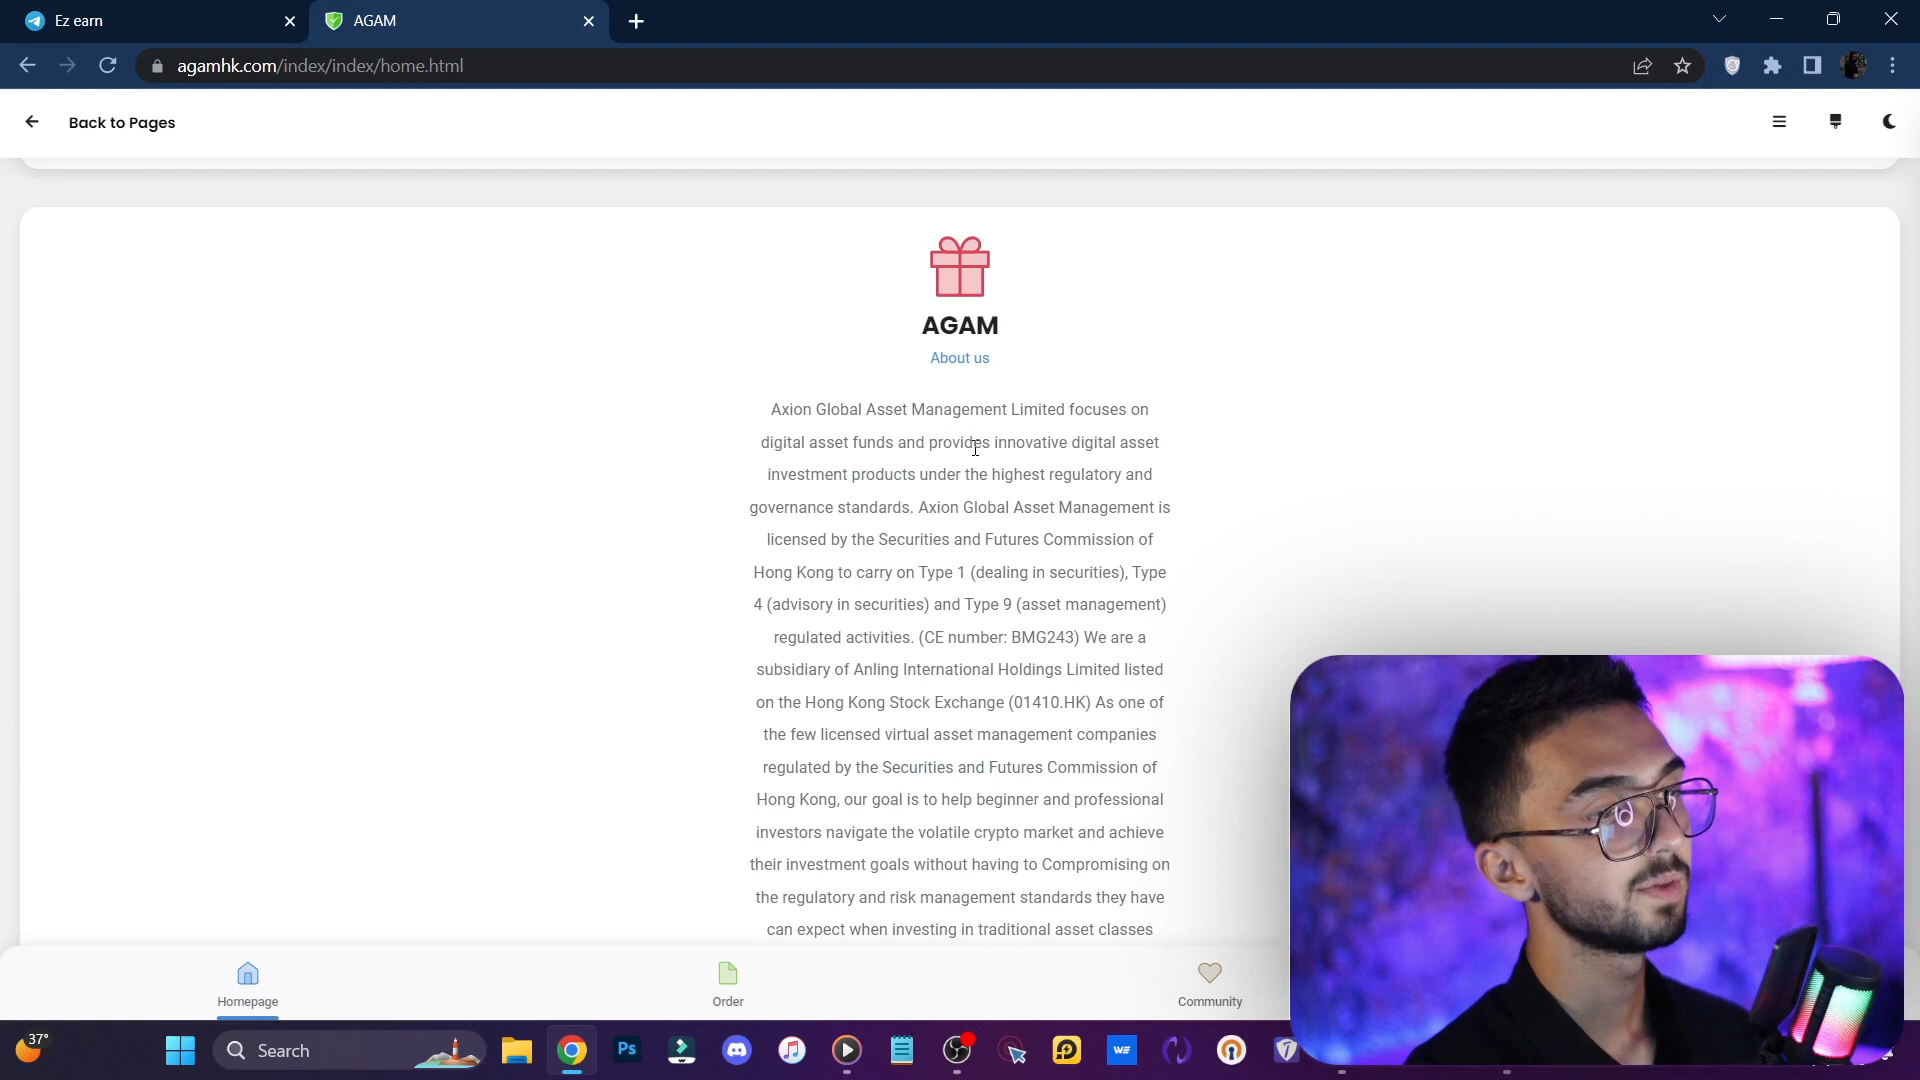 Ez earn
AGAM
agamhk.com/index/index/home.html
Back to Pages
AGAM
About us
Axion Global Asset Management Limited focuses on
digital asset funds and provides innovative digital asset
investment products under the highest regulatory and
governance standards. Axion Global Asset Management is
licensed by the Securities and Futures Commission of
Hong Kong to carry on Type 1 (dealing in securities), Type
4 (advisory in securities) and Type 9 (asset management)
regulated activities. (CE number: BMG243) We are a
subsidiary of Anling International Holdings Limited listed
on the Hong Kong Stock Exchange (01410.HK) As one of
the few licensed virtual asset management companies
regulated by the Securities and Futures Commission of
Hong Kong, our goal is to help beginner and professional
investors navigate the volatile crypto market and achieve
their investment goals without having to Compromising on
the regulatory and risk management standards they have
can expect when investing in traditional asset classes
Homepage
Order
Community
37°
Search
Ps
WE